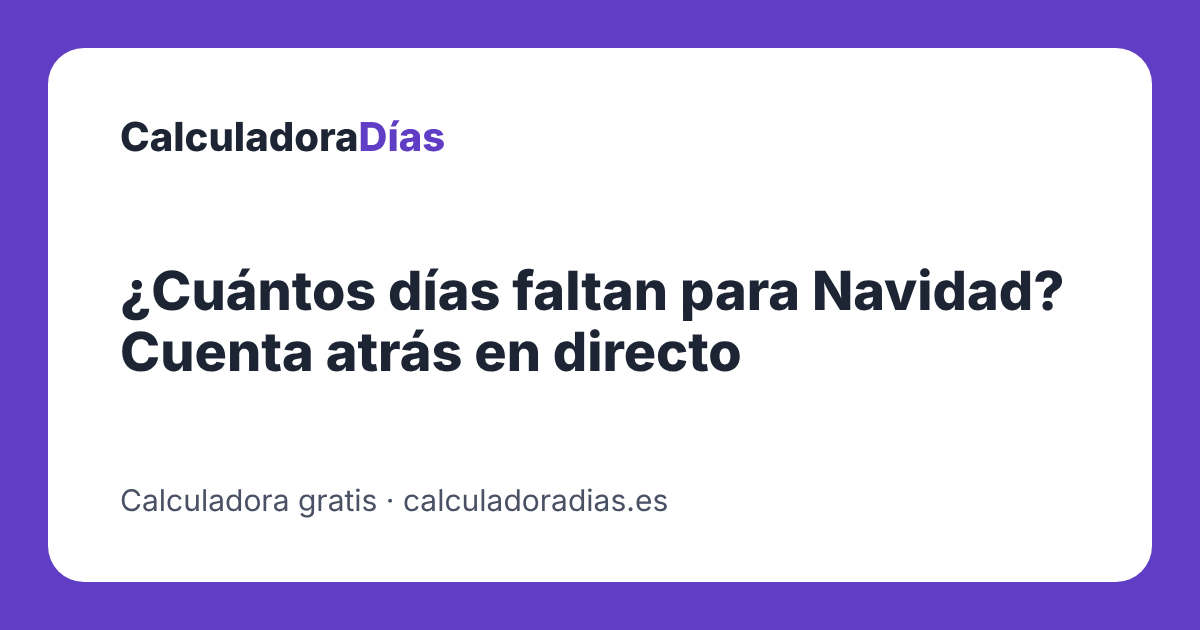 CalculadoraDías
¿Cuántos días faltan para Navidad?
Cuenta atrás en directo
Calculadora gratis · calculadoradias.es